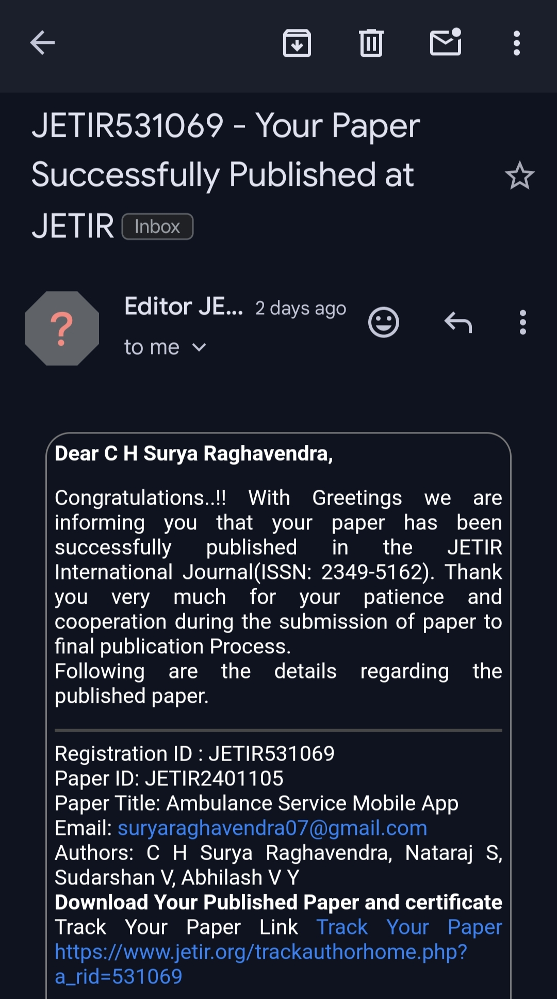 JETIR531069 - Your Paper
Successfully Published at
JETIR Inbox
?
Editor JE... 2 days ago
to me
Dear C H Surya Raghavendra,
Congratulations..!! With Greetings we are
informing you that your paper has been
successfully published in the JETIR
International Journal(ISSN: 2349-5162). Thank
you very much for your patience and
cooperation during the submission of paper to
final publication Process.
Following are the details regarding the
published paper.
Registration ID : JETIR531069
Paper ID: JETIR2401105
Paper Title: Ambulance Service Mobile App
Email: suryaraghavendra07@gmail.com
Authors: C H Surya Raghavendra, Nataraj S,
Sudarshan V, Abhilash V Y
Download Your Published Paper and certificate
Track Your Paper Link Track Your Paper
https://www.jetir.org/trackauthorhome.php?
a_rid=531069